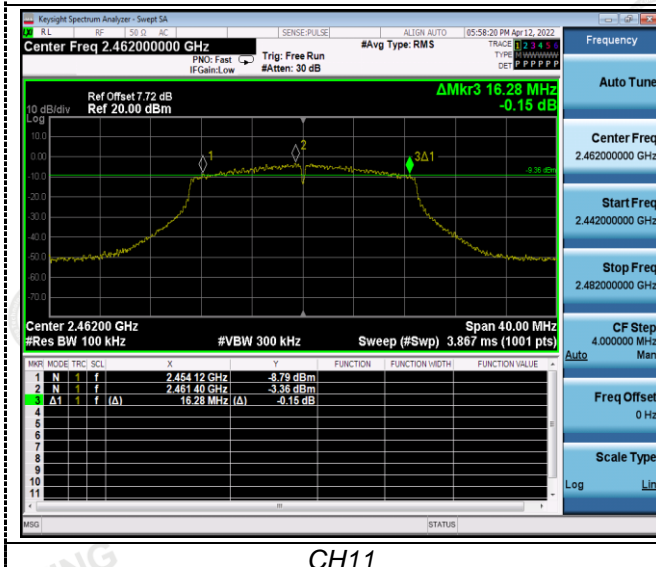 Keysight Spectrum Analyzer - Swept SA
RL RF 50 Ω AC SENSE:PULSE ALIGN AUTO 05:58:20 PM Apr 12, 2022
Center Freq 2.462000000 GHz #Avg Type: RMS TRACE 1 2 3 4 5 6
PNO: Fast Trig: Free Run TYPE M W W W W W
IFGain:Low #Atten: 30 dB DET P P P P P P
Ref Offset 7.72 dB ΔMkr3 16.28 MHz
10 dB/div Ref 20.00 dBm -0.15 dB
Log
10.0
0.00
-10.0
-20.0
-30.0
-40.0
-50.0
-60.0
-70.0
1
2
3Δ1
-9.36 dBm
Center 2.46200 GHz Span 40.00 MHz
#Res BW 100 kHz #VBW 300 kHz Sweep (#Swp) 3.867 ms (1001 pts)
MKR MODE TRC SCL X Y FUNCTION FUNCTION WIDTH FUNCTION VALUE
1 N 1 f 2.454 12 GHz -8.79 dBm
2 N 1 f 2.461 40 GHz -3.36 dBm
3 Δ1 1 f (Δ) 16.28 MHz (Δ) -0.15 dB
4
5
6
7
8
9
10
11
MSG STATUS
Frequency
Auto Tune
Center Freq
2.462000000 GHz
Start Freq
2.442000000 GHz
Stop Freq
2.482000000 GHz
CF Step
4.000000 MHz
Auto Man
Freq Offset
0 Hz
Scale Type
Log Lin
CH11